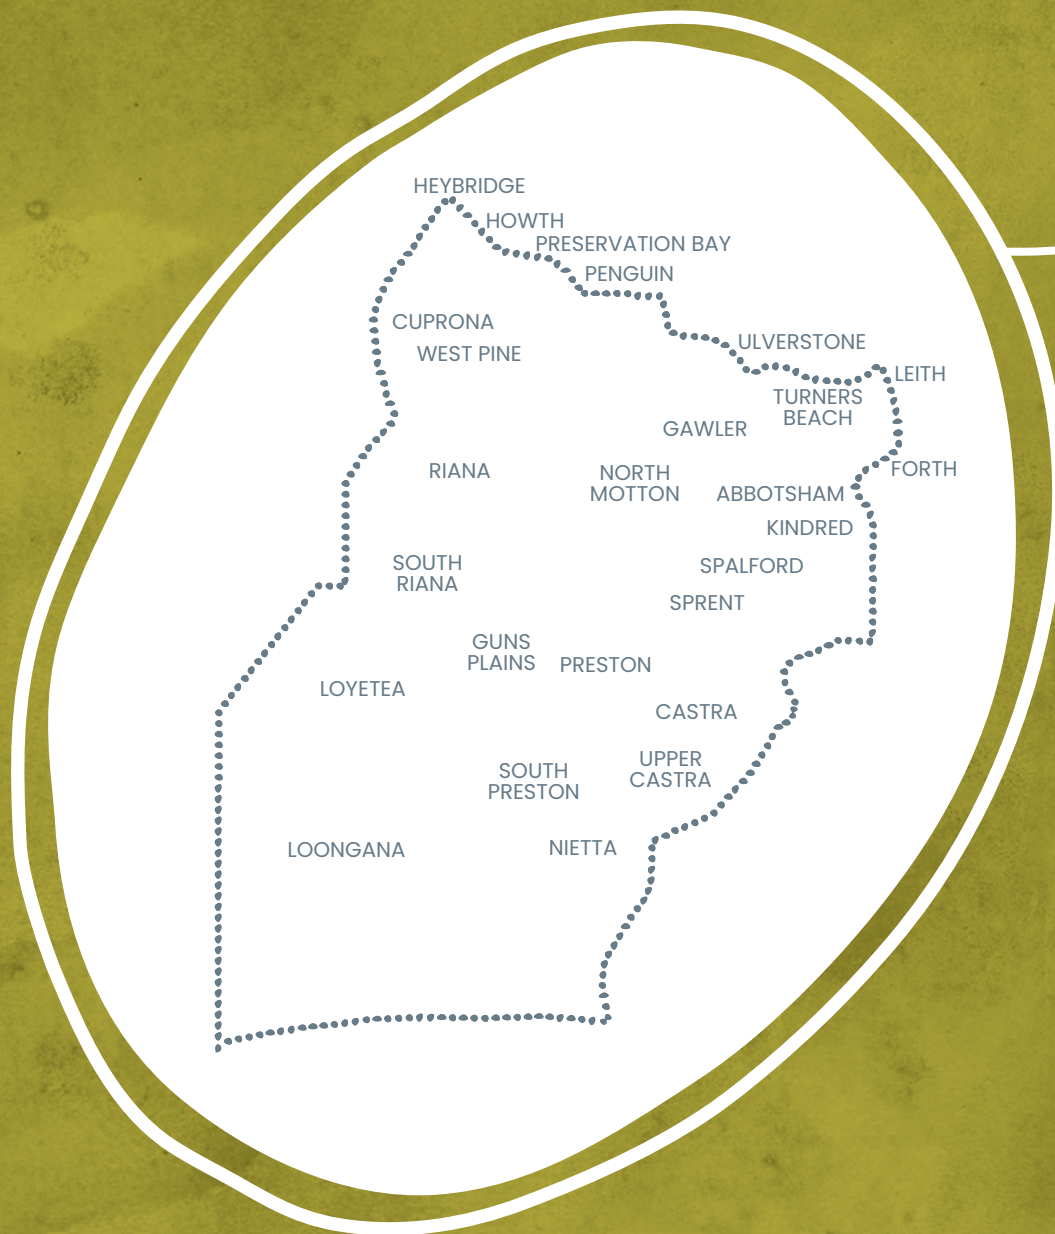 HEYBRIDGE
HOWTH
PRESERVATION BAY
PENGUIN
CUPRONA
WEST PINE
ULVERSTONE
LEITH
TURNERS
BEACH
GAWLER
FORTH
RIANA
NORTH
MOTTON
ABBOTSHAM
KINDRED
SOUTH
RIANA
SPALFORD
SPRENT
GUNS
PLAINS
PRESTON
LOYETEA
CASTRA
UPPER
CASTRA
SOUTH
PRESTON
LOONGANA
NIETTA